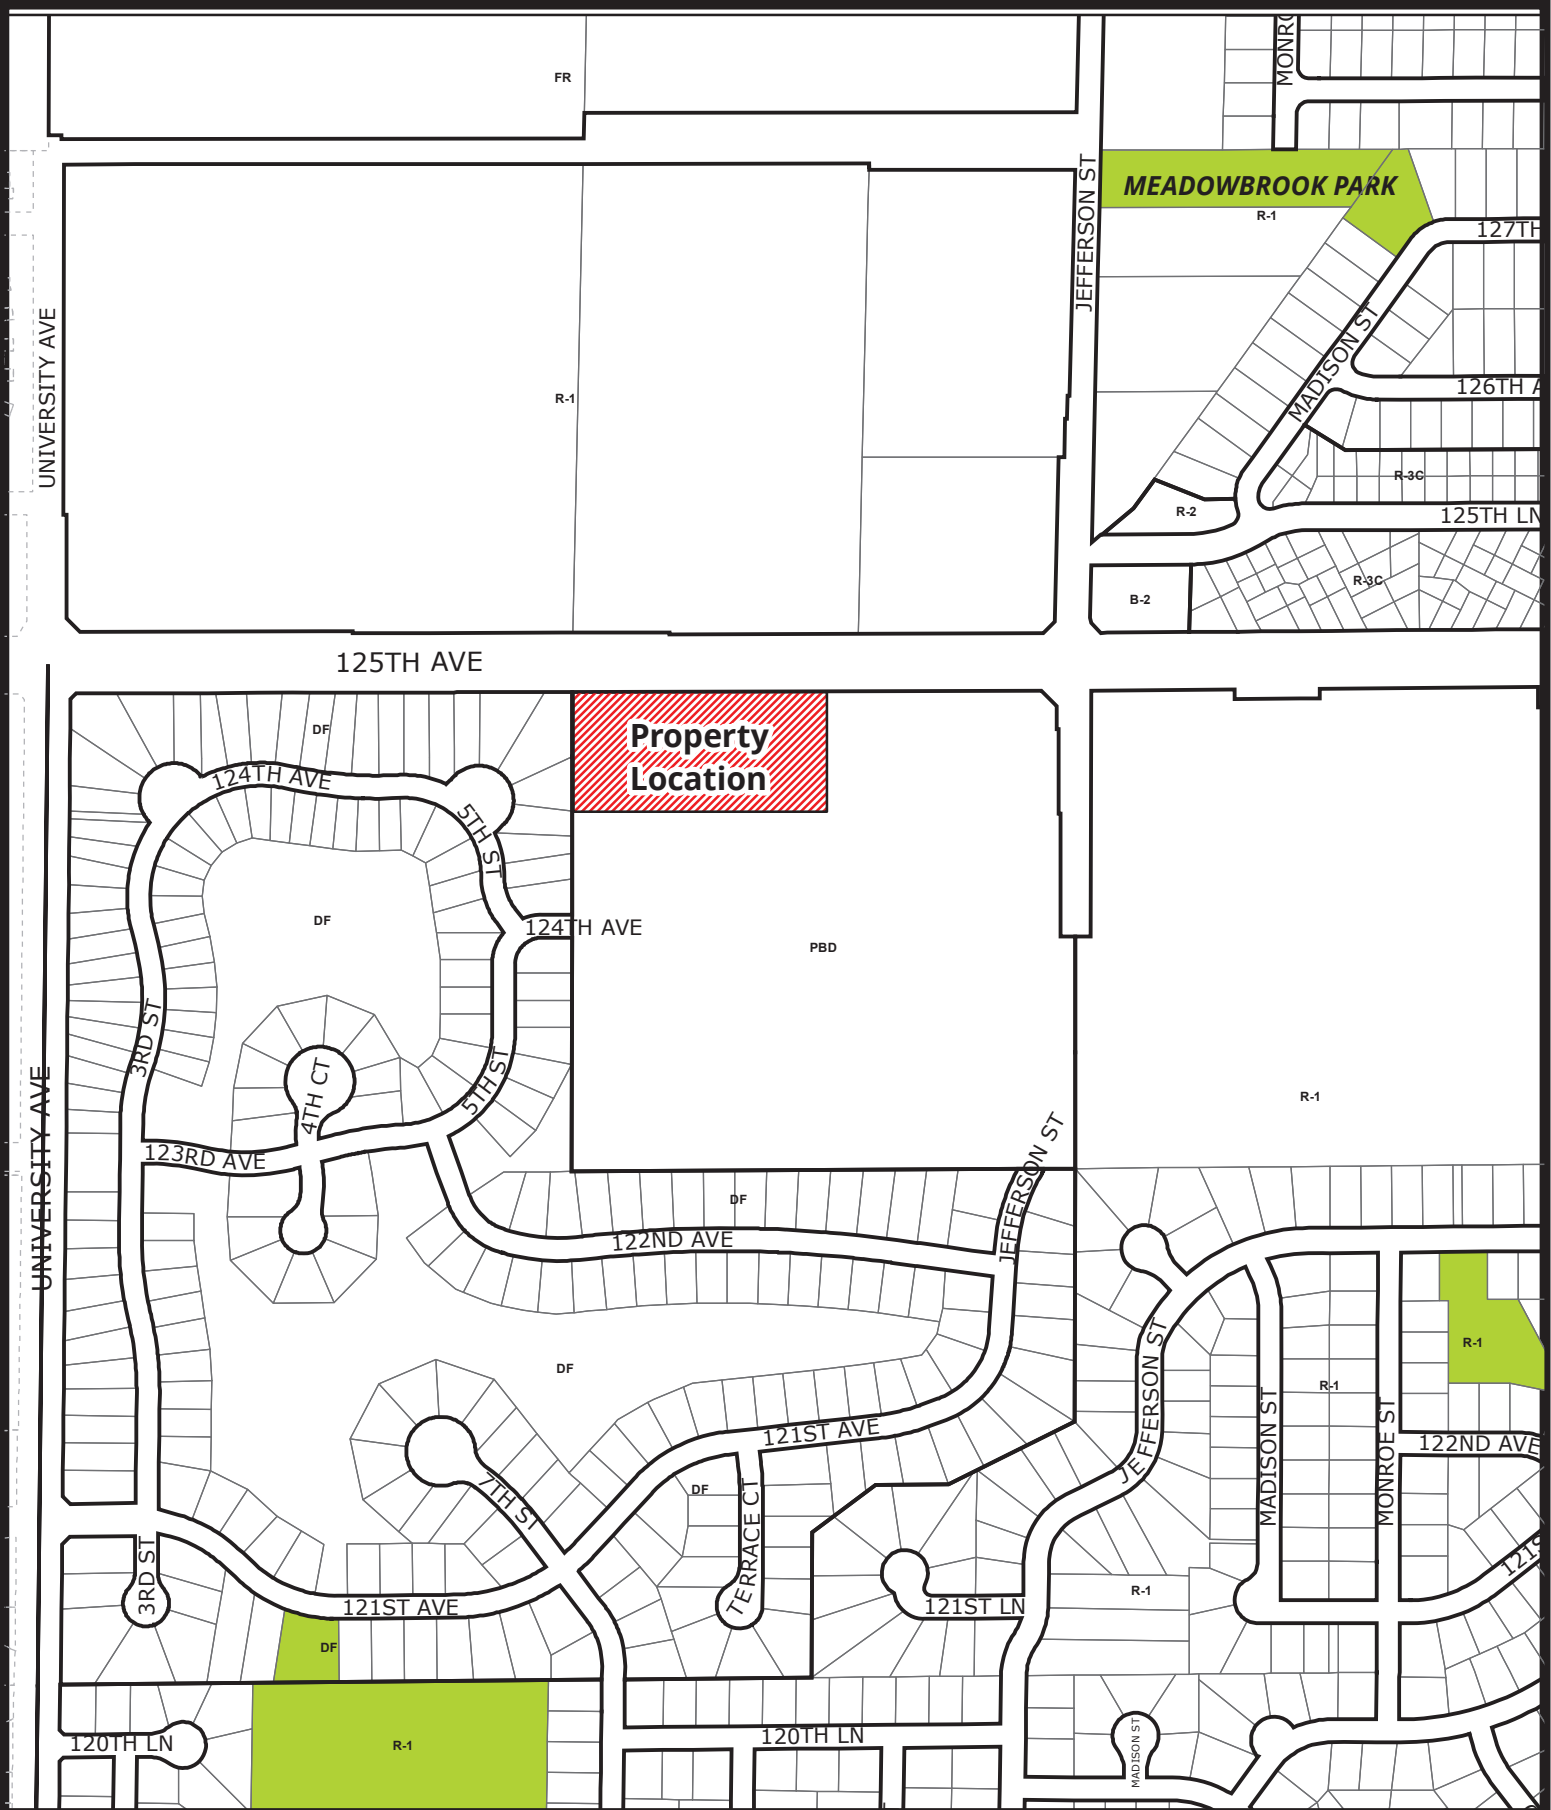 FR
MONRO
JEFFERSON ST
MEADOWBROOK PARK
R-1
127TH
UNIVERSITY AVE
R-1
MADISON ST
126TH A
R-3C
R-2
125TH LN
R-3C
B-2
125TH AVE
DF
Property
Location
124TH AVE
5TH ST
DF
124TH AVE
PBD
3RD ST
4TH CT
5TH ST
UNIVERSITY AVE
R-1
123RD AVE
JEFFERSON ST
DF
122ND AVE
DF
JEFFERSON ST
R-1
R-1
MADISON ST
MONROE ST
122ND AVE
121ST AVE
7TH ST
DF
TERRACE CT
3RD ST
121S
121ST AVE
121ST LN
R-1
DF
120TH LN
R-1
120TH LN
MADISON ST